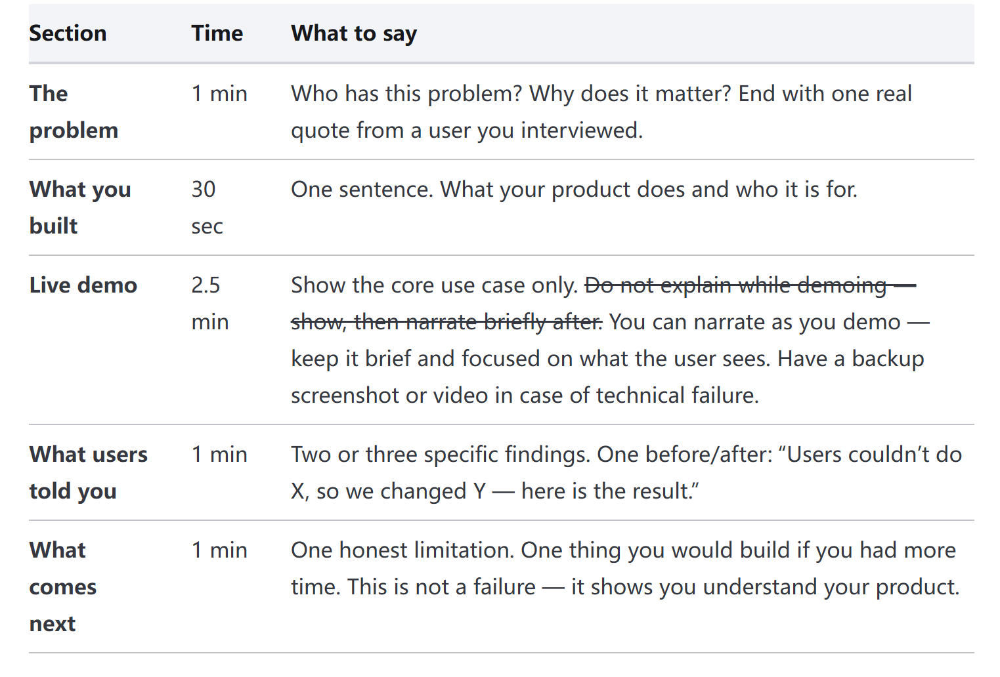 Section Time What to say
The 1 min Who has this problem? Why does it matter? End with one real
problem quote from a user you interviewed.
What you 30 One sentence. What your product does and who it is for.
built sec
Live demo 2.5 Show the core use case only. Do not explain while demoing —
min show, then narrate briefly after. You can narrate as you demo —
keep it brief and focused on what the user sees. Have a backup
screenshot or video in case of technical failure.
What users 1 min Two or three specific findings. One before/after: “Users couldn’t do
told you X, so we changed Y — here is the result.”
What 1 min One honest limitation. One thing you would build if you had more
comes time. This is not a failure — it shows you understand your product.
next